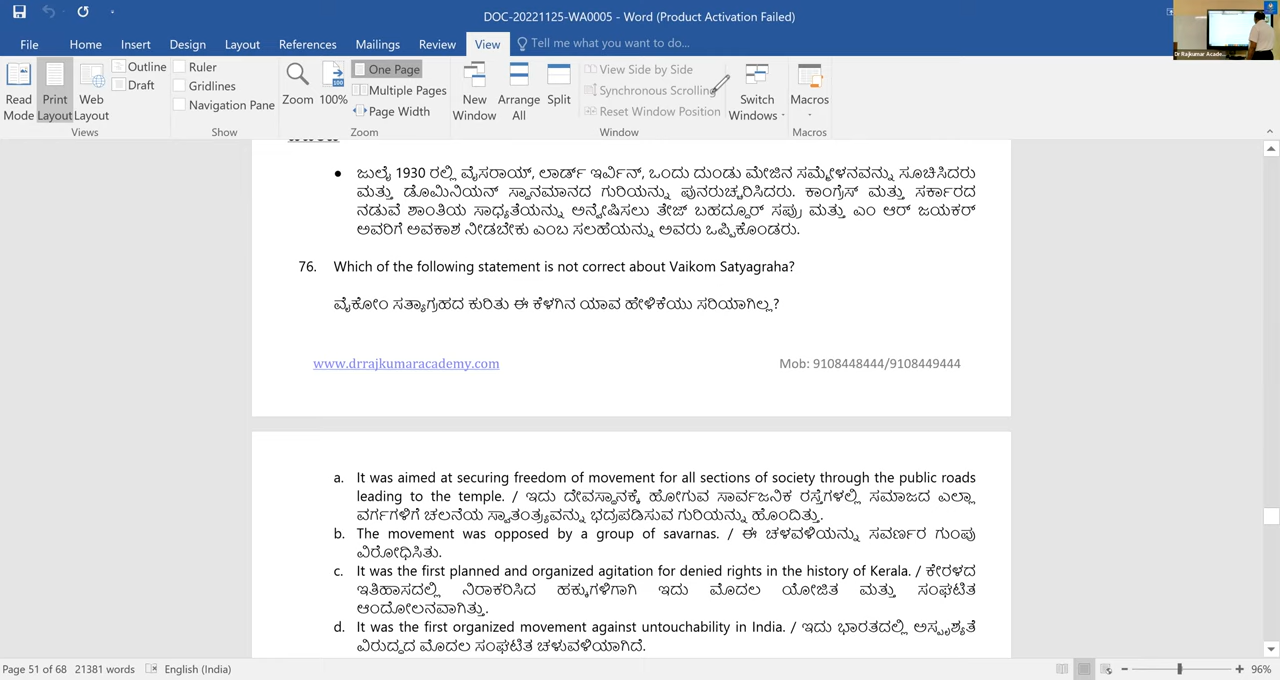 DOC-20221125-WA0005 - Word (Product Activation Failed)
File Home Insert Design Layout References Mailings Review View Tell me what you want to do...
Read Mode
Print Layout
Web Layout
Outline
Draft
Views
Ruler
Gridlines
Navigation Pane
Show
Zoom
100%
One Page
Multiple Pages
Page Width
Zoom
New Window
Arrange All
Split
View Side by Side
Synchronous Scrolling
Reset Window Position
Window
Switch Windows
Macros
Macros
Dr Rajkumar Acade...
• ಜುಲೈ 1930 ರಲ್ಲಿ ವೈಸರಾಯ್, ಲಾರ್ಡ್ ಇರ್ವಿನ್, ಒಂದು ದುಂಡು ಮೇಜಿನ ಸಮ್ಮೇಳನವನ್ನು ಸೂಚಿಸಿದರು
ಮತ್ತು ಡೊಮಿನಿಯನ್ ಸ್ಥಾನಮಾನದ ಗುರಿಯನ್ನು ಪುನರುಚ್ಚರಿಸಿದರು. ಕಾಂಗ್ರೆಸ್ ಮತ್ತು ಸರ್ಕಾರದ
ನಡುವೆ ಶಾಂತಿಯ ಸಾಧ್ಯತೆಯನ್ನು ಅನ್ವೇಷಿಸಲು ತೇಜ್ ಬಹದ್ದೂರ್ ಸಪ್ರು ಮತ್ತು ಎಂ ಆರ್ ಜಯಕರ್
ಅವರಿಗೆ ಅವಕಾಶ ನೀಡಬೇಕು ಎಂಬ ಸಲಹೆಯನ್ನು ಅವರು ಒಪ್ಪಿಕೊಂಡರು.
76. Which of the following statement is not correct about Vaikom Satyagraha?
ವೈಕೋಂ ಸತ್ಯಾಗ್ರಹದ ಕುರಿತು ಈ ಕೆಳಗಿನ ಯಾವ ಹೇಳಿಕೆಯು ಸರಿಯಾಗಿಲ್ಲ?
www.drrajkumaracademy.com Mob: 9108448444/9108449444
a. It was aimed at securing freedom of movement for all sections of society through the public roads
leading to the temple. / ಇದು ದೇವಸ್ಥಾನಕ್ಕೆ ಹೋಗುವ ಸಾರ್ವಜನಿಕ ರಸ್ತೆಗಳಲ್ಲಿ ಸಮಾಜದ ಎಲ್ಲಾ
ವರ್ಗಗಳಿಗೆ ಚಲನೆಯ ಸ್ವಾತಂತ್ರ್ಯವನ್ನು ಭದ್ರಪಡಿಸುವ ಗುರಿಯನ್ನು ಹೊಂದಿತ್ತು.
b. The movement was opposed by a group of savarnas. / ಈ ಚಳವಳಿಯನ್ನು ಸವರ್ಣರ ಗುಂಪು
ವಿರೋಧಿಸಿತು.
c. It was the first planned and organized agitation for denied rights in the history of Kerala. / ಕೇರಳದ
ಇತಿಹಾಸದಲ್ಲಿ ನಿರಾಕರಿಸಿದ ಹಕ್ಕುಗಳಿಗಾಗಿ ಇದು ಮೊದಲ ಯೋಜಿತ ಮತ್ತು ಸಂಘಟಿತ
ಆಂದೋಲನವಾಗಿತ್ತು.
d. It was the first organized movement against untouchability in India. / ಇದು ಭಾರತದಲ್ಲಿ ಅಸ್ಪೃಶ್ಯತೆ
ವಿರುದ್ಧದ ಮೊದಲ ಸಂಘಟಿತ ಚಳುವಳಿಯಾಗಿದೆ.
Page 51 of 68 21381 words English (India) 96%